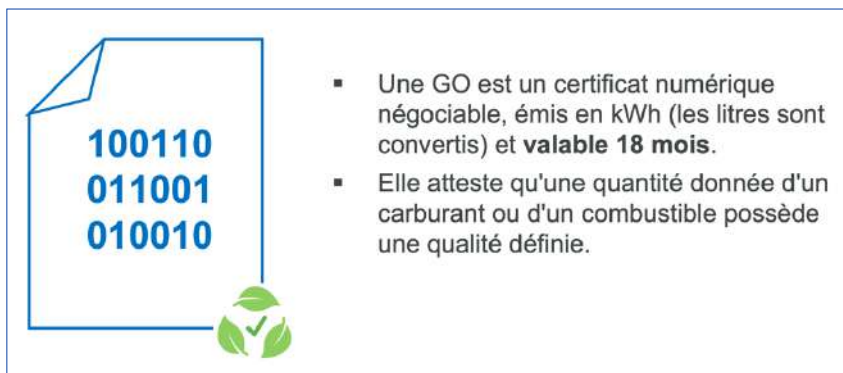 100110
011001
010010
▪ Une GO est un certificat numérique
négociable, émis en kWh (les litres sont
convertis) et valable 18 mois.
▪ Elle atteste qu'une quantité donnée d'un
carburant ou d'un combustible possède
une qualité définie.